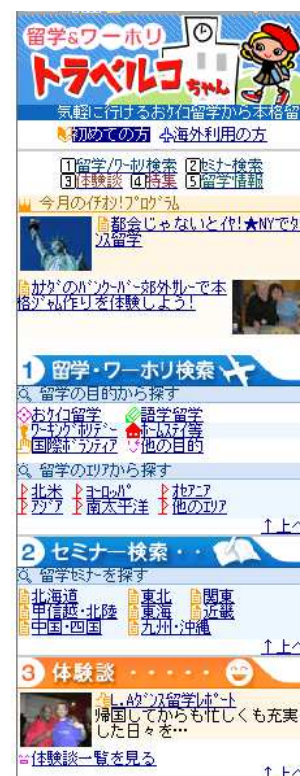 留学&ワーホリ
トラベルコちゃん
気軽に行けるおケイコ留学から本格留
初めての方 海外利用の方
1留学/ワーホリ検索 2セミナー検索
3体験談 4特集 5留学情報
今月のイチオシ!プログラム
都会じゃないとイヤ!★NYでダ
ンス留学
カナダのバンクーバー郊外サレーで本
格ジャム作りを体験しよう!
1 留学・ワーホリ検索
留学の目的から探す
おケイコ留学 語学留学
ワーキングホリデー ホームステイ等
国際ボランティア 他の目的
留学のエリアから探す
北米 ヨーロッパ オセアニア
アジア 南太平洋 他のエリア
↑上へ
2 セミナー検索・・
留学セミナーを探す
北海道 東北 関東
甲信越・北陸 東海 近畿
中国・四国 九州・沖縄
↑上へ
3 体験談・・・・・
L.Aダンス留学レポート
帰国してからも忙しくも充実
した日々を…
体験談一覧を見る
↑上へ